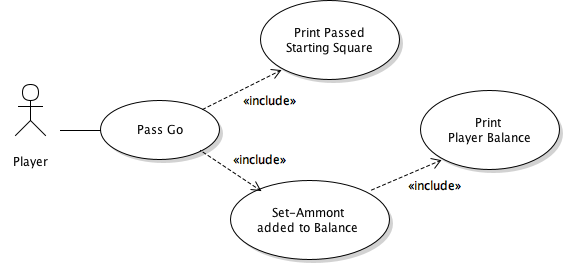 Print Passed
Starting Square
«include»
Print
Player Balance
Pass Go
Player
«include»
«include»
Set-Ammont
added to Balance